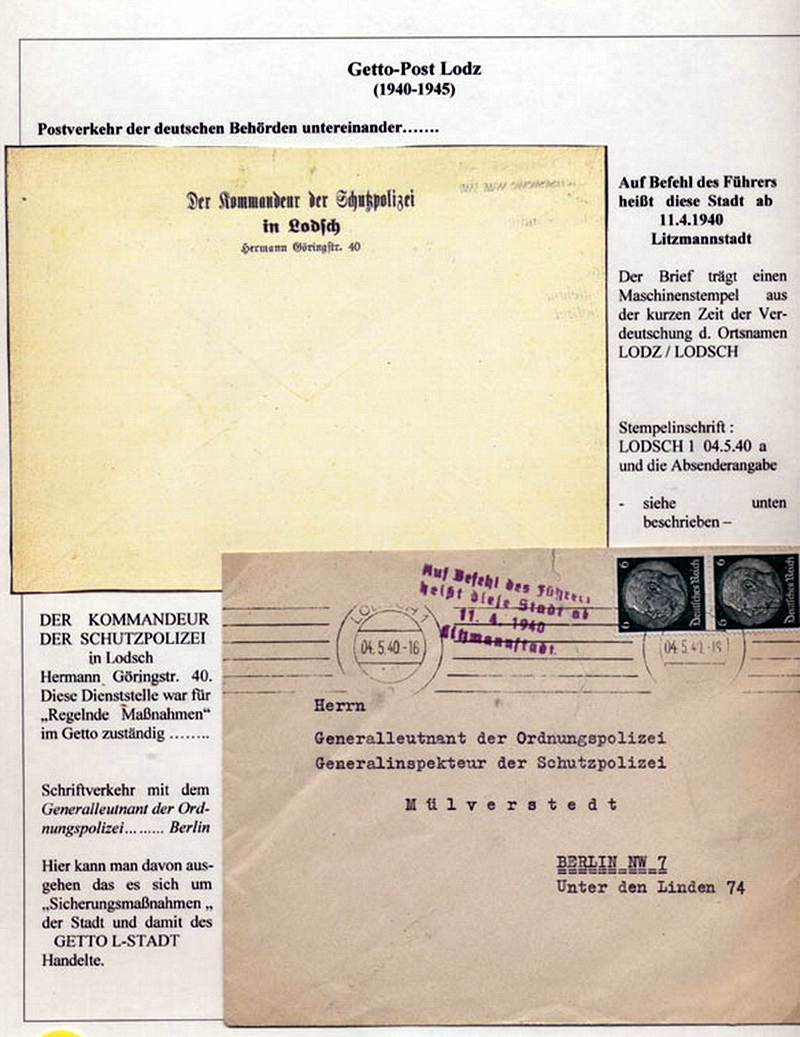 Getto-Post Lodz
(1940-1945)
Postverkehr der deutschen Behörden untereinander.......
Der Kommandeur der Schutzpolizei
in Lodsch
Hermann Göringstr. 40
Auf Befehl des Führers
heißt diese Stadt ab
11.4.1940
Litzmannstadt
Der Brief trägt einen
Maschinenstempel aus
der kurzen Zeit der Ver-
deutschung d. Ortsnamen
LODZ / LODSCH
Stempelinschrift :
LODSCH 1 04.5.40 a
und die Absenderangabe
- siehe unten
beschrieben –
DER KOMMANDEUR
DER SCHUTZPOLIZEI
in Lodsch
Hermann Göringstr. 40.
Diese Dienststelle war für
„Regelnde Maßnahmen“
im Getto zuständig ........
Schriftverkehr mit dem
Generalleutnant der Ord-
nungspolizei......... Berlin
Hier kann man davon aus-
gehen das es sich um
„Sicherungsmaßnahmen „
der Stadt und damit des
GETTO L-STADT
Handelte.
Auf Befehl des Führers
heißt diese Stadt ab
11. 4. 1940
Litzmannstadt.
LODSCH 1
04.5.40.-16
04.5.40.-16
6
Deutsches Reich
6
6
Deutsches Reich
6
Herrn
Generalleutnant der Ordnungspolizei
Generalinspekteur der Schutzpolizei
M ü l v e r s t e d t
BERLIN NW 7
Unter den Linden 74